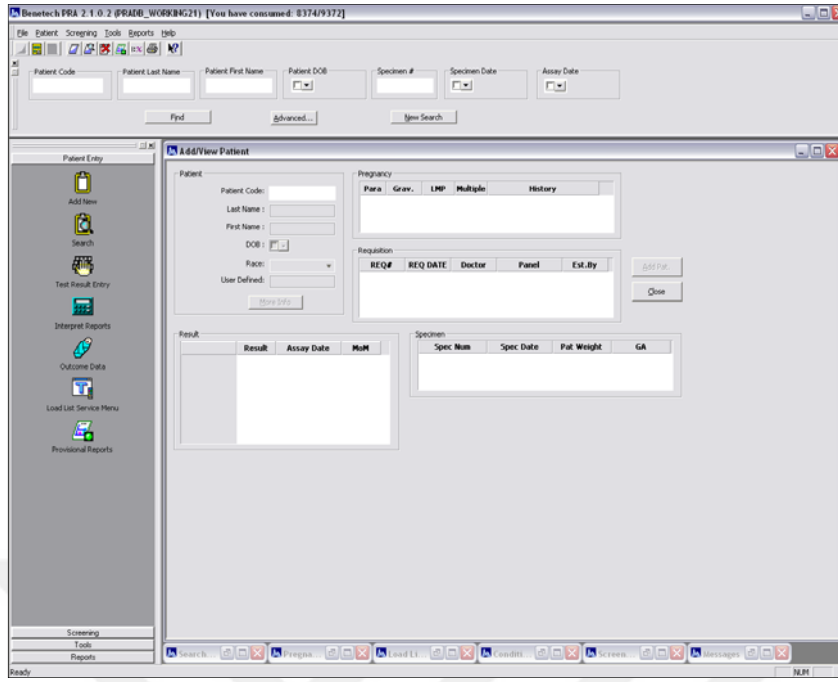 Benetech PRA 2.1.0.2 (PRADB_WORKING21) [You have consumed: 8374/9372]
File Patient Screening Tools Reports Help
Patient Code Patient Last Name Patient First Name Patient DOB Specimen # Specimen Date Assay Date
Find Advanced... New Search
Patient Entry
Add New
Search
Test Result Entry
Interpret Reports
Outcome Data
Load List Service Menu
Provisional Reports
Screening
Tools
Reports
Add/View Patient
Patient
Patient Code:
Last Name :
First Name :
DOB :
Race:
User Defined:
More Info
Pregnancy
Para Grav. LMP Multiple History
Requisition
REQ# REQ DATE Doctor Panel Est.By
Add Pat..
Close
Result
Result Assay Date MoM
Specimen
Spec Num Spec Date Pat Weight GA
Search... Pregna... Load Li... Conditi... Screen... Messages
Ready NUM